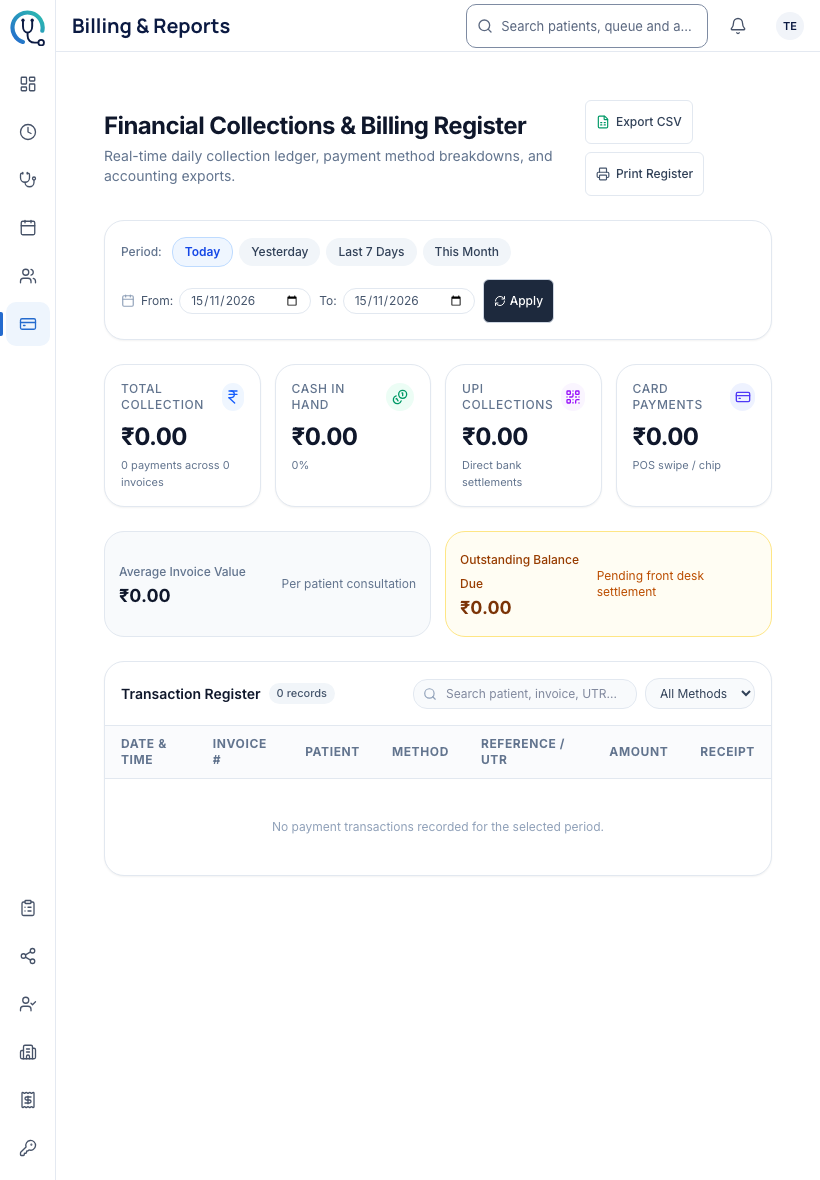 Billing & Reports
Search patients, queue and a...
TE
Financial Collections & Billing Register
Real-time daily collection ledger, payment method breakdowns, and
accounting exports.
Export CSV
Print Register
Period:
Today
Yesterday
Last 7 Days
This Month
From:
15/11/2026
To:
15/11/2026
Apply
TOTAL
COLLECTION
₹0.00
0 payments across 0
invoices
CASH IN
HAND
₹0.00
0%
UPI
COLLECTIONS
₹0.00
Direct bank
settlements
CARD
PAYMENTS
₹0.00
POS swipe / chip
Average Invoice Value
₹0.00
Per patient consultation
Outstanding Balance
Due
₹0.00
Pending front desk
settlement
Transaction Register
0 records
Search patient, invoice, UTR...
All Methods
DATE &
TIME
INVOICE
#
PATIENT
METHOD
REFERENCE /
UTR
AMOUNT
RECEIPT
No payment transactions recorded for the selected period.